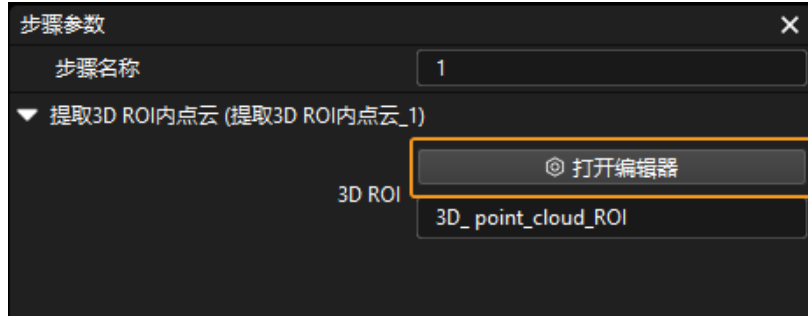 步骤参数
步骤名称 1
提取3D ROI内点云 (提取3D ROI内点云_1)
打开编辑器
3D ROI
3D_ point_cloud_ROI